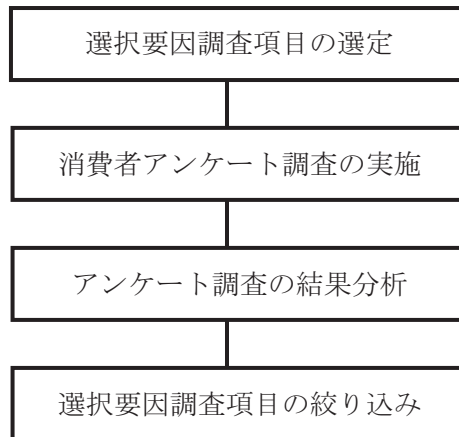 選択要因調査項目の選定
消費者アンケート調査の実施
アンケート調査の結果分析
選択要因調査項目の絞り込み